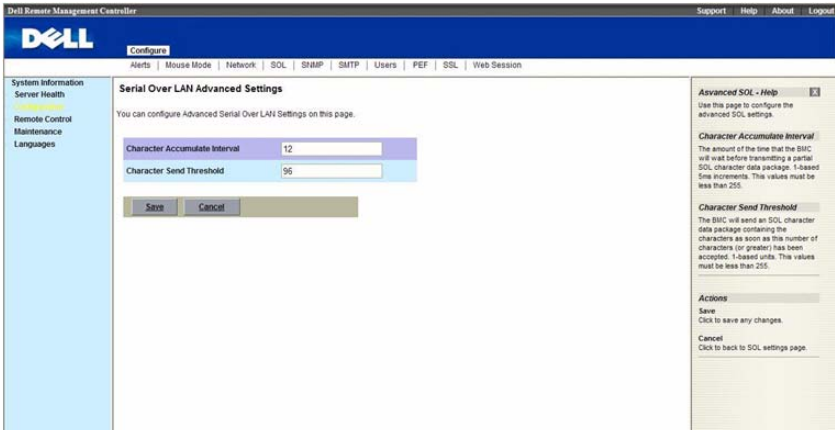 Dell Remote Management Controller
Support | Help | About | Logout
DELL
Configure
Alerts | Mouse Mode | Network | SOL | SNMP | SMTP | Users | PEF | SSL | Web Session
System Information
Server Health
Configuration
Remote Control
Maintenance
Languages
Serial Over LAN Advanced Settings
You can configure Advanced Serial Over LAN Settings on this page.
Character Accumulate Interval 12
Character Send Threshold 96
Save Cancel
Asvanced SOL - Help X
Use this page to configure the
advanced SOL settings.
Character Accumulate Interval
The amount of the time that the BMC
will wait before transmitting a partial
SOL character data package. 1-based
5ms increments. This values must be
less than 255.
Character Send Threshold
The BMC will send an SOL character
data package containing the
characters as soon as this number of
characters (or greater) has been
accepted. 1-based units. This values
must be less than 255.
Actions
Save
Click to save any changes.
Cancel
Click to back to SOL settings page.